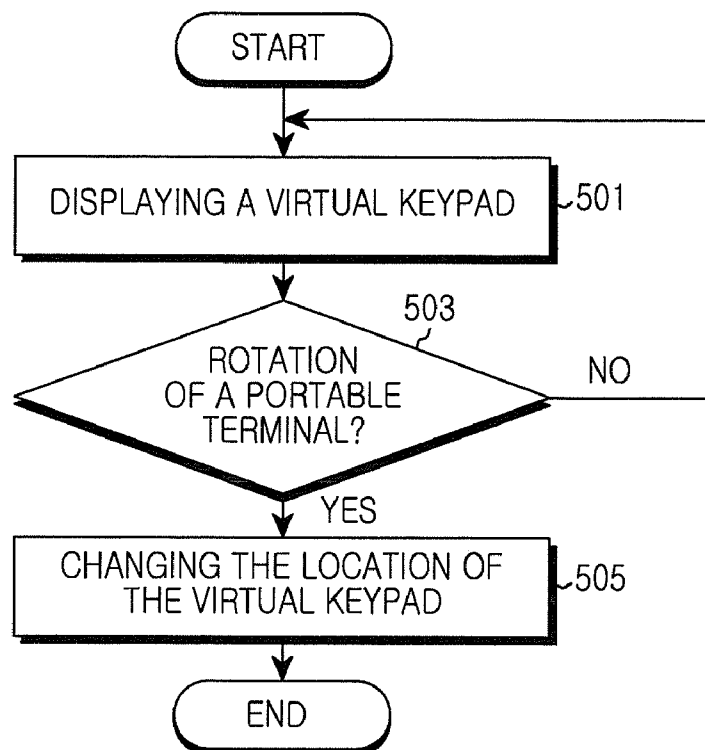 START
DISPLAYING A VIRTUAL KEYPAD
501
503
ROTATION
OF A PORTABLE
TERMINAL?
NO
YES
CHANGING THE LOCATION OF
THE VIRTUAL KEYPAD
505
END